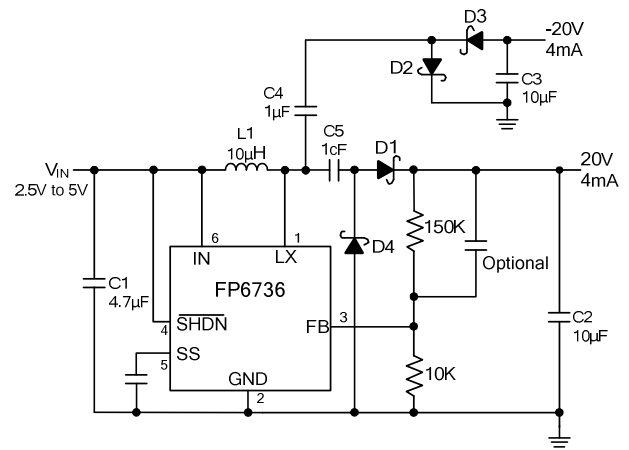 D3
-20V
4mA
D2
C3
10µF
C4
1µF
L1
10µH
C5
1cF
D1
VIN
2.5V to 5V
20V
4mA
6
1
IN
LX
150K
D4
Optional
C1
4.7µF
FP6736
3
FB
4
SHDN
SS
5
C2
10µF
GND
2
10K